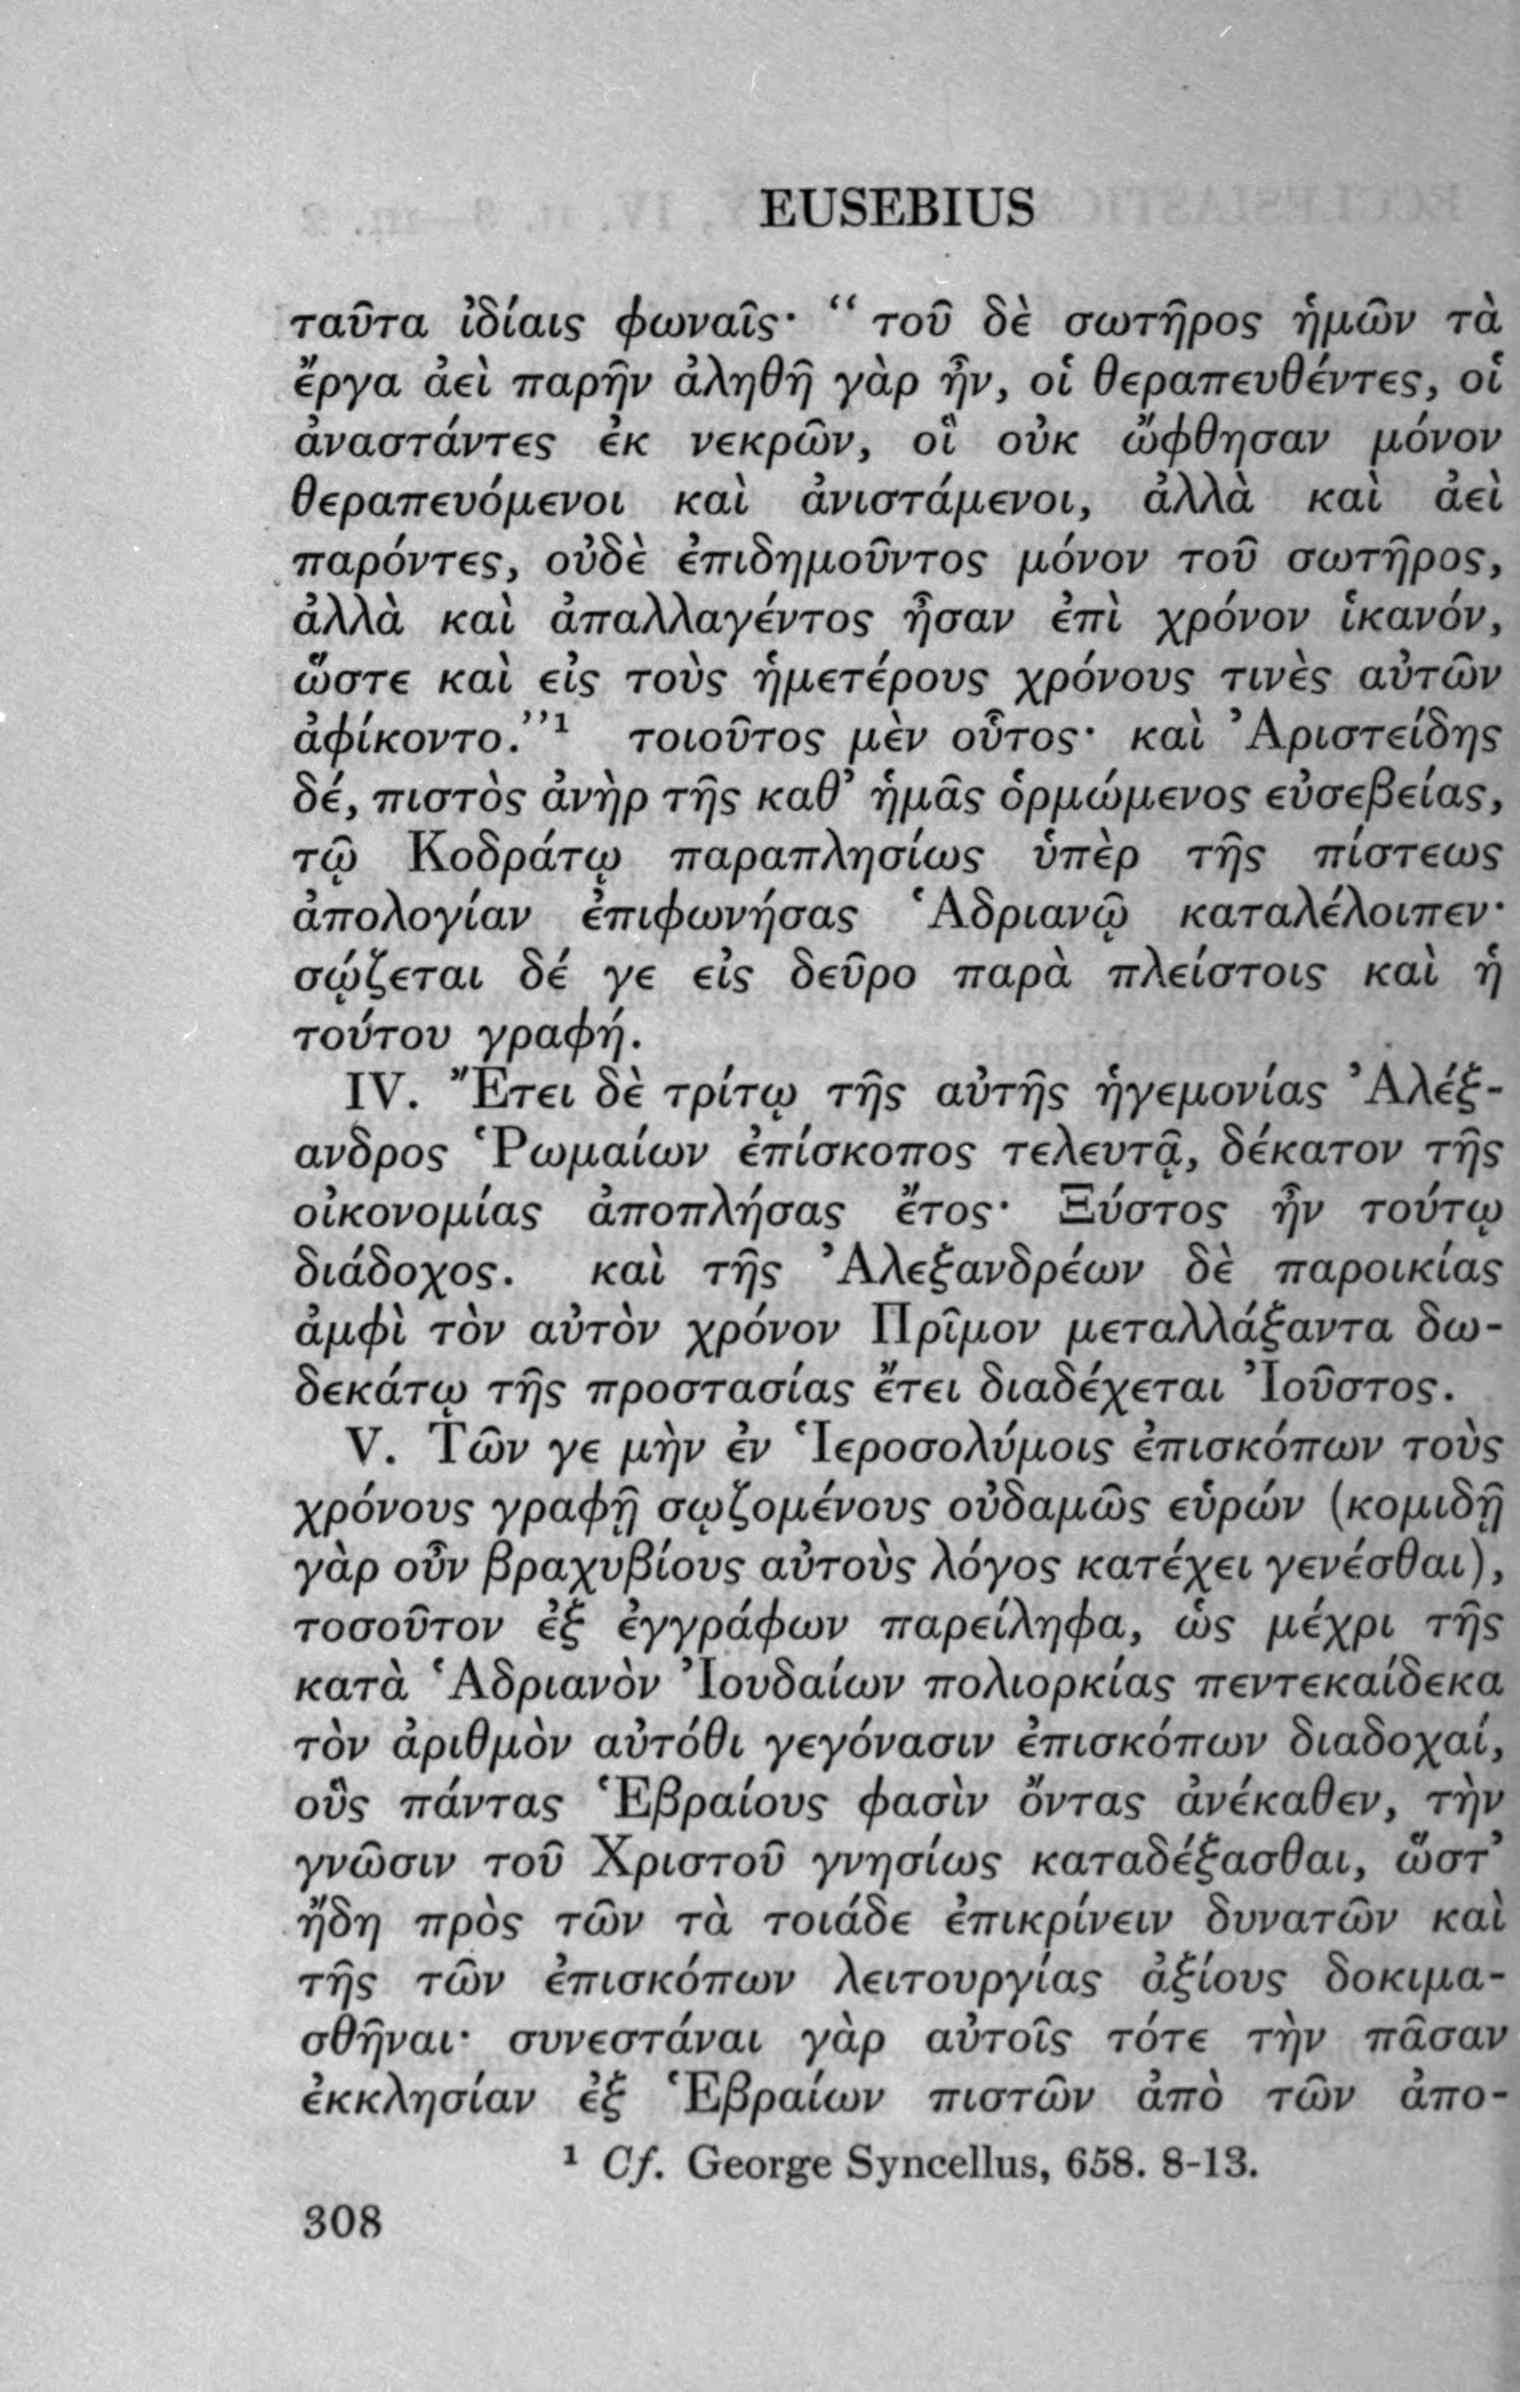 EUSEBIUS
ταῦτα ἰδίαις φωναῖς· “τοῦ δὲ σωτῆρος ἡμῶν τὰ
ἔργα ἀεὶ παρῆν ἀληθῆ γὰρ ἦν, οἱ θεραπευθέντες, οἱ
ἀναστάντες ἐκ νεκρῶν, οἳ οὐκ ὤφθησαν μόνον
θεραπευόμενοι καὶ ἀνιστάμενοι, ἀλλὰ καὶ ἀεὶ
παρόντες, οὐδὲ ἐπιδημοῦντος μόνον τοῦ σωτῆρος,
ἀλλὰ καὶ ἀπαλλαγέντος ἦσαν ἐπὶ χρόνον ἱκανόν,
ὥστε καὶ εἰς τοὺς ἡμετέρους χρόνους τινὲς αὐτῶν
ἀφίκοντο.”¹ τοιοῦτος μὲν οὗτος· καὶ Ἀριστείδης
δέ, πιστὸς ἀνὴρ τῆς καθ’ ἡμᾶς ὁρμώμενος εὐσεβείας,
τῷ Κοδράτῳ παραπλησίως ὑπὲρ τῆς πίστεως
ἀπολογίαν ἐπιφωνήσας Ἁδριανῷ καταλέλοιπεν·
σῴζεται δέ γε εἰς δεῦρο παρὰ πλείστοις καὶ ἡ
τούτου γραφή.
IV. Ἔτει δὲ τρίτῳ τῆς αὐτῆς ἡγεμονίας Ἀλέξ-
ανδρος Ῥωμαίων ἐπίσκοπος τελευτᾷ, δέκατον τῆς
οἰκονομίας ἀποπλήσας ἔτος· Ξύστος ἦν τούτῳ
διάδοχος. καὶ τῆς Ἀλεξανδρέων δὲ παροικίας
ἀμφὶ τὸν αὐτὸν χρόνον Πρῖμον μεταλλάξαντα δω-
δεκάτῳ τῆς προστασίας ἔτει διαδέχεται Ἰοῦστος.
V. Τῶν γε μὴν ἐν Ἱεροσολύμοις ἐπισκόπων τοὺς
χρόνους γραφῇ σῳζομένους οὐδαμῶς εὑρών (κομιδῇ
γὰρ οὖν βραχυβίους αὐτοὺς λόγος κατέχει γενέσθαι),
τοσοῦτον ἐξ ἐγγράφων παρείληφα, ὡς μέχρι τῆς
κατὰ Ἁδριανὸν Ἰουδαίων πολιορκίας πεντεκαίδεκα
τὸν ἀριθμὸν αὐτόθι γεγόνασιν ἐπισκόπων διαδοχαί,
οὓς πάντας Ἑβραίους φασὶν ὄντας ἀνέκαθεν, τὴν
γνῶσιν τοῦ Χριστοῦ γνησίως καταδέξασθαι, ὥστ’
ἤδη πρὸς τῶν τὰ τοιάδε ἐπικρίνειν δυνατῶν καὶ
τῆς τῶν ἐπισκόπων λειτουργίας ἀξίους δοκιμα-
σθῆναι· συνεστάναι γὰρ αὐτοῖς τότε τὴν πᾶσαν
ἐκκλησίαν ἐξ Ἑβραίων πιστῶν ἀπὸ τῶν ἀπο-
¹ Cf. George Syncellus, 658. 8-13.
308